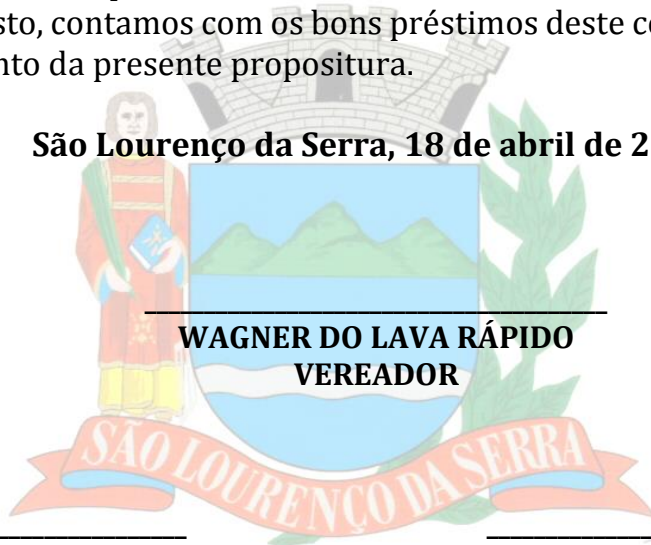 sto, contamos com os bons préstimos deste co
nto da presente propositura.
São Lourenço da Serra, 18 de abril de 2
WAGNER DO LAVA RÁPIDO
VEREADOR
SÃO LOURENÇO DA SERRA